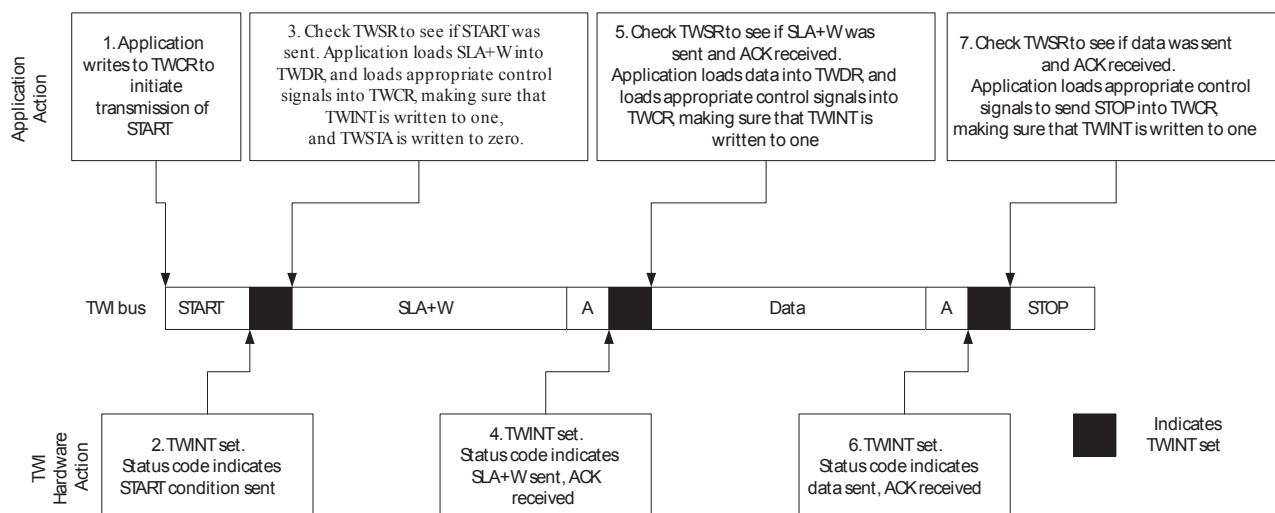 Application
Action
1. Application
writes to TWCR to
initiate
transmission of
START
3. Check TWSR to see if START was
sent. Application loads SLA+W into
TWDR, and loads appropriate control
signals into TWCR, making sure that
TWINT is written to one,
and TWSTA is written to zero.
5. Check TWSR to see if SLA+W was
sent and ACK received.
Application loads data into TWDR, and
loads appropriate control signals into
TWCR, making sure that TWINT is
written to one
7. Check TWSR to see if data was sent
and ACK received.
Application loads appropriate control
signals to send STOP into TWCR,
making sure that TWINT is written to one
TWI bus
START
SLA+W
A
Data
A
STOP
TWI
Hardware
Action
2. TWINT set.
Status code indicates
START condition sent
4. TWINT set.
Status code indicates
SLA+W sent, ACK
received
6. TWINT set.
Status code indicates
data sent, ACK received
Indicates
TWINT set